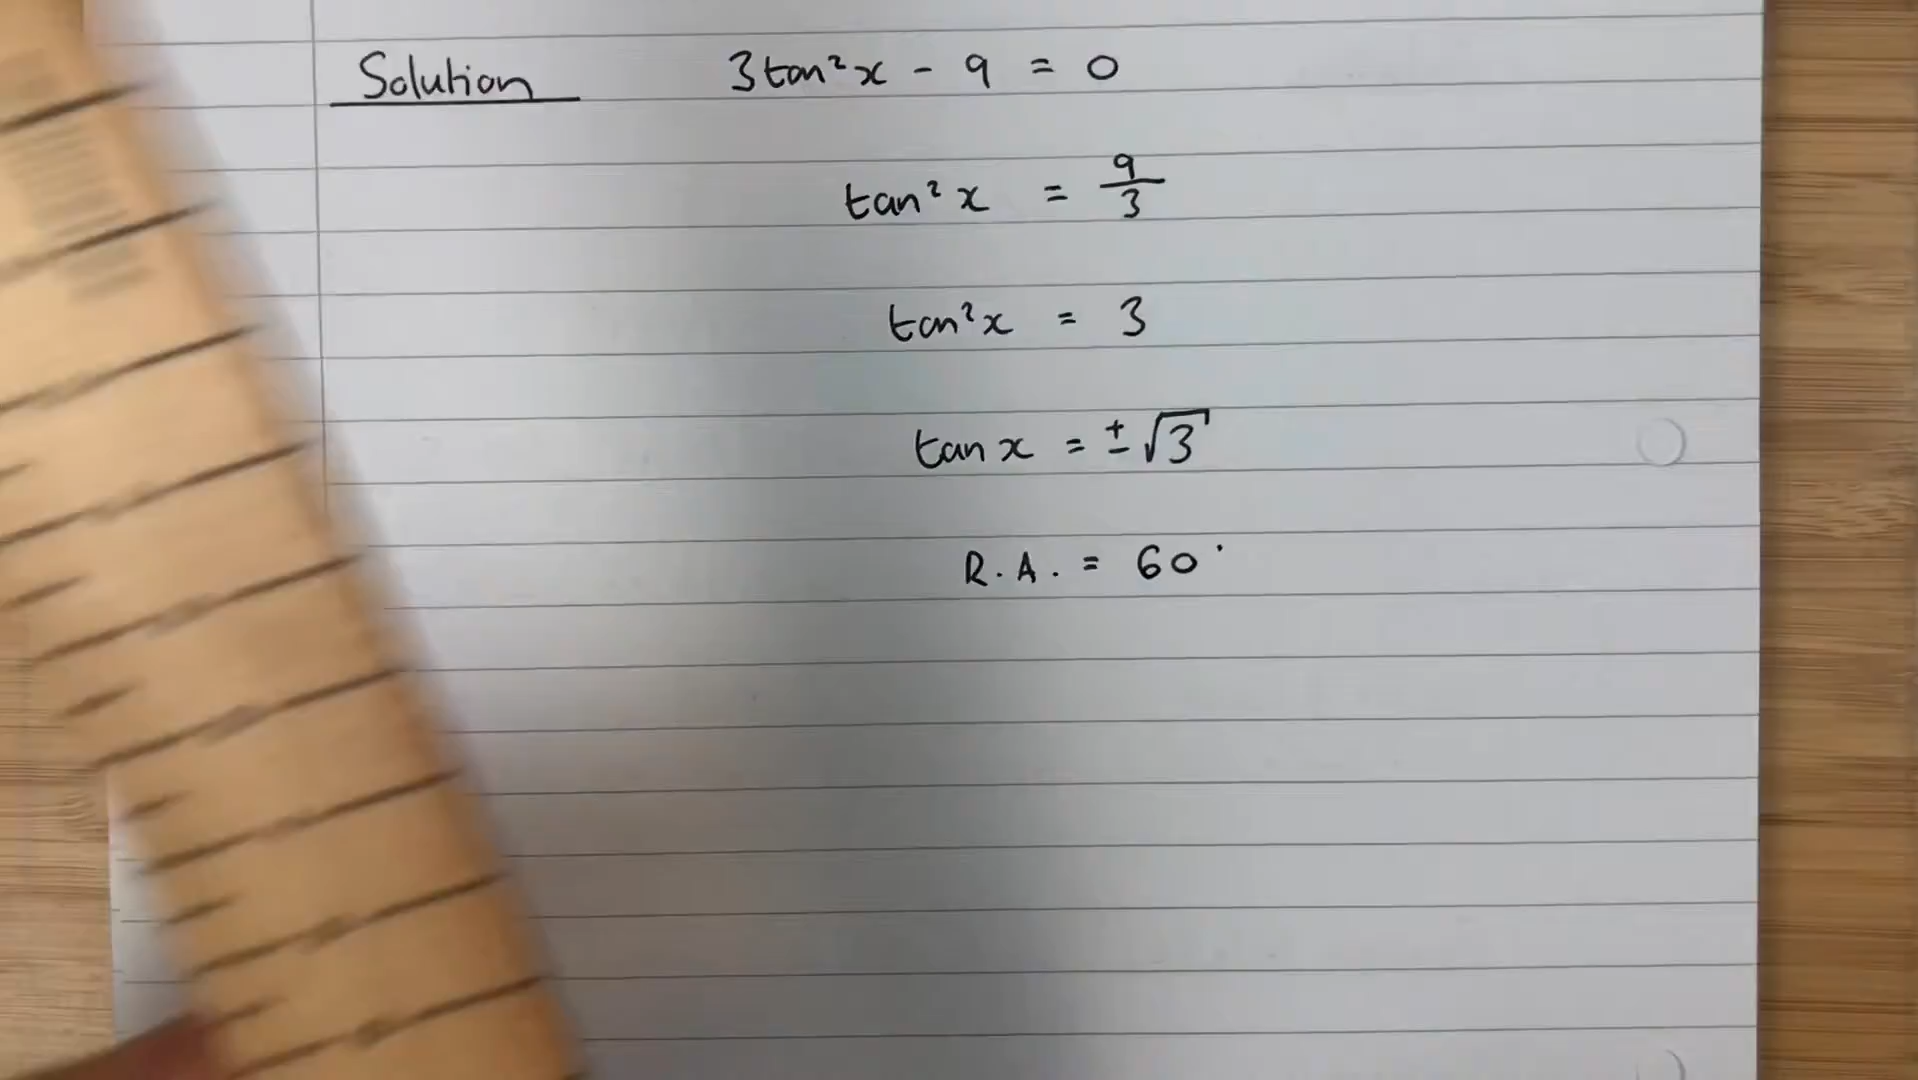 Solution 3tan²x - 9 = 0
tan²x = 9/3
tan²x = 3
tan x = ±√3
R.A. = 60°